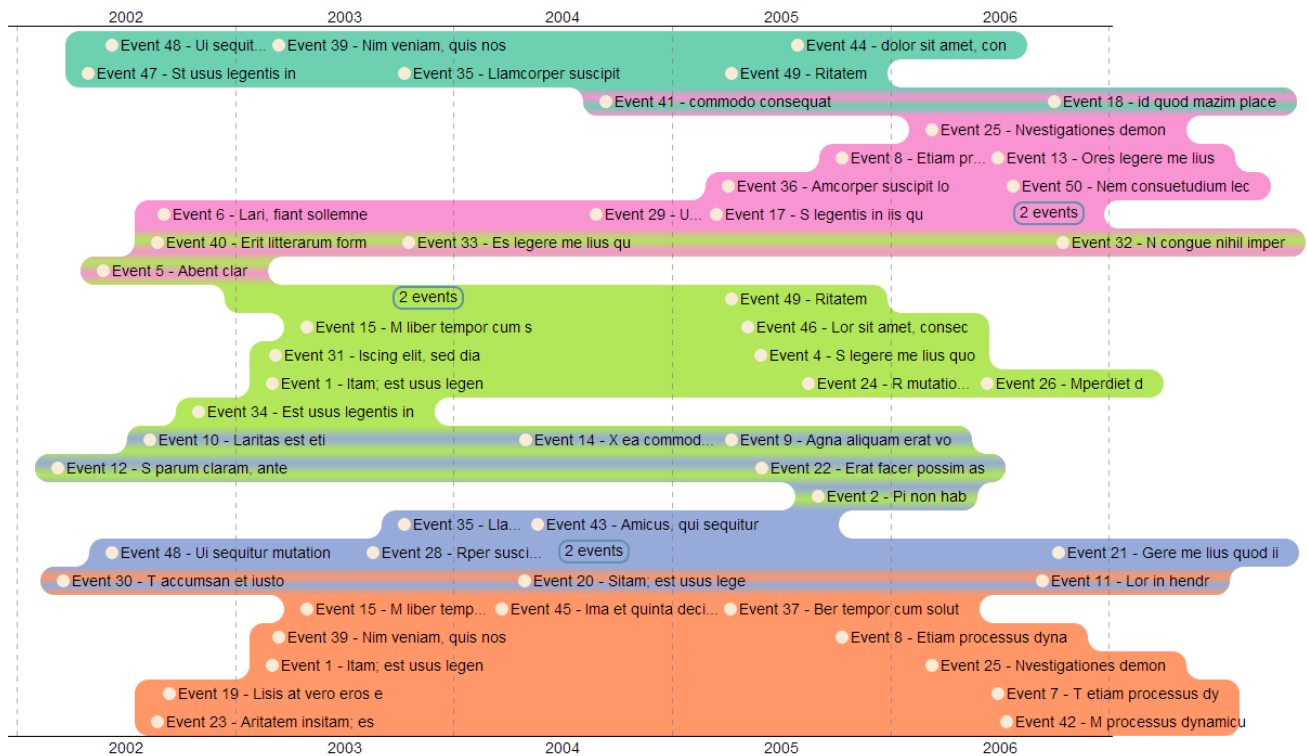 2002 2003 2004 2005 2006
Event 48 - Ui sequit... Event 39 - Nim veniam, quis nos Event 44 - dolor sit amet, con
Event 47 - St usus legentis in Event 35 - Llamcorper suscipit Event 49 - Ritatem
Event 41 - commodo consequat Event 18 - id quod mazim place
Event 25 - Nvestigationes demon
Event 8 - Etiam pr... Event 13 - Ores legere me lius
Event 36 - Amcorper suscipit lo Event 50 - Nem consuetudium lec
Event 6 - Lari, fiant sollemne Event 29 - U... Event 17 - S legentis in iis qu 2 events
Event 40 - Erit litterarum form Event 33 - Es legere me lius qu Event 32 - N congue nihil imper
Event 5 - Abent clar
2 events Event 49 - Ritatem
Event 15 - M liber tempor cum s Event 46 - Lor sit amet, consec
Event 31 - Iscing elit, sed dia Event 4 - S legere me lius quo
Event 1 - Itam; est usus legen Event 24 - R mutatio... Event 26 - Mperdiet d
Event 34 - Est usus legentis in
Event 10 - Laritas est eti Event 14 - X ea commod... Event 9 - Agna aliquam erat vo
Event 12 - S parum claram, ante Event 22 - Erat facer possim as
Event 2 - Pi non hab
Event 35 - Lla... Event 43 - Amicus, qui sequitur
Event 48 - Ui sequitur mutation Event 28 - Rper susci... 2 events Event 21 - Gere me lius quod ii
Event 30 - T accumsan et iusto Event 20 - Sitam; est usus lege Event 11 - Lor in hendr
Event 15 - M liber temp... Event 45 - Ima et quinta deci... Event 37 - Ber tempor cum solut
Event 39 - Nim veniam, quis nos Event 8 - Etiam processus dyna
Event 1 - Itam; est usus legen Event 25 - Nvestigationes demon
Event 19 - Lisis at vero eros e Event 7 - T etiam processus dy
Event 23 - Aritatem insitam; es Event 42 - M processus dynamicu
2002 2003 2004 2005 2006